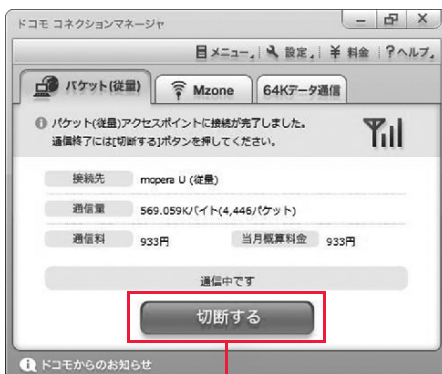 ドコモ コネクションマネージャ
メニュー 設定 ¥ 料金 ?ヘルプ
パケット(従量) Mzone 64Kデータ通信
パケット(従量)アクセスポイントに接続が完了しました。
通信終了には[切断する]ボタンを押してください。
接続先 mopera U (従量)
通信量 569.059Kバイト(4,446パケット)
通信料 933円 当月概算料金 933円
通信中です
切断する
ドコモからのお知らせ